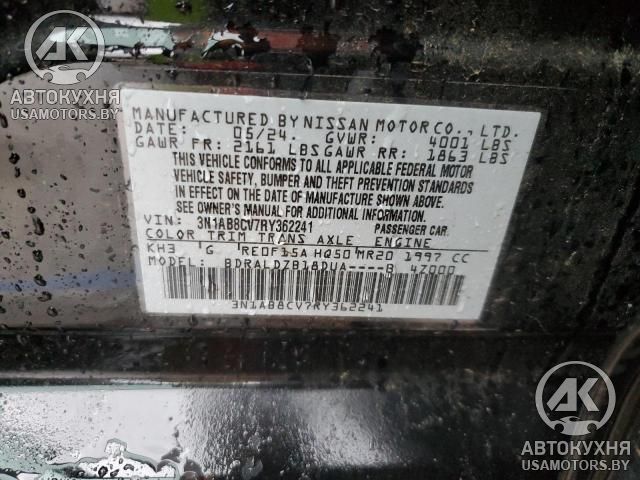 АК
АВТОКУХНЯ
USAMOTORS.BY
MANUFACTURED BY NISSAN MOTOR CO., LTD.
DATE: 05/24 GVWR: 4001 LBS
GAWR FR: 2161 LBS GAWR RR: 1863 LBS
THIS VEHICLE CONFORMS TO ALL APPLICABLE FEDERAL MOTOR
VEHICLE SAFETY, BUMPER AND THEFT PREVENTION STANDARDS
IN EFFECT ON THE DATE OF MANUFACTURE SHOWN ABOVE.
SEE OWNER'S MANUAL FOR ADDITIONAL INFORMATION.
VIN: 3N1AB8CV7RY362241 PASSENGER CAR.
COLOR TRIM TRANS AXLE ENGINE
KH3 G RE0F15A HQ50 MR20 1997 CC
MODEL: BDRALDZB18DUA----B 4Z000
3N1AB8CV7RY362241
АК
АВТОКУХНЯ
USAMOTORS.BY